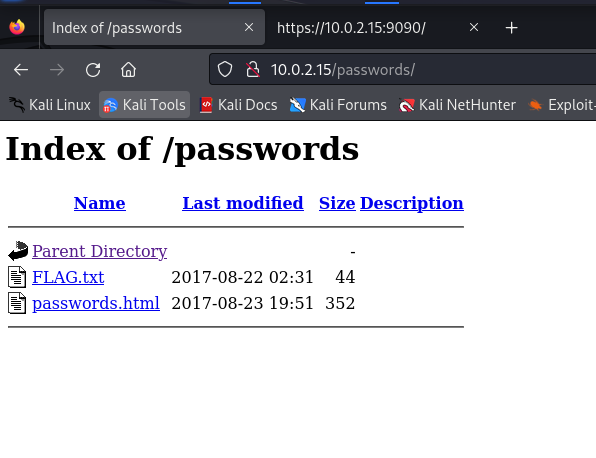 Index of /passwords
https://10.0.2.15:9090/
10.0.2.15/passwords/
Kali Linux Kali Tools Kali Docs Kali Forums Kali NetHunter Exploit-
Index of /passwords
Name Last modified Size Description
Parent Directory -
FLAG.txt 2017-08-22 02:31 44
passwords.html 2017-08-23 19:51 352